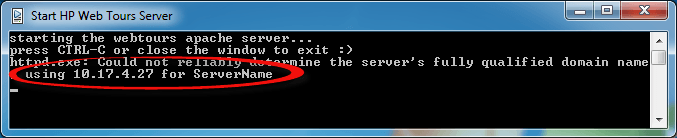 Start HP Web Tours Server
starting the webtours apache server...
press CTRL-C or close the window to exit :)
httpd.exe: Could not reliably determine the server's fully qualified domain name
using 10.17.4.27 for ServerName